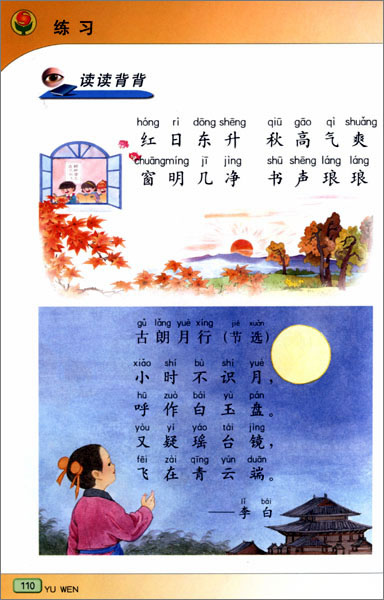 练习
读读背背
hóng rì dōng shēng qiū gāo qì shuǎng
红日东升 秋高气爽
chuāng míng jī jìng shū shēng láng láng
窗明几净 书声琅琅
gǔ lǎng yuè xíng jié xuǎn
古朗月行(节选)
xiǎo shí bù shí yuè
小时不识月,
hū zuò bái yù pán
呼作白玉盘。
yòu yí yáo tái jìng
又疑瑶台镜,
fēi zài qīng yún duān
飞在青云端。
lǐ bái
——李白
110 YU WEN